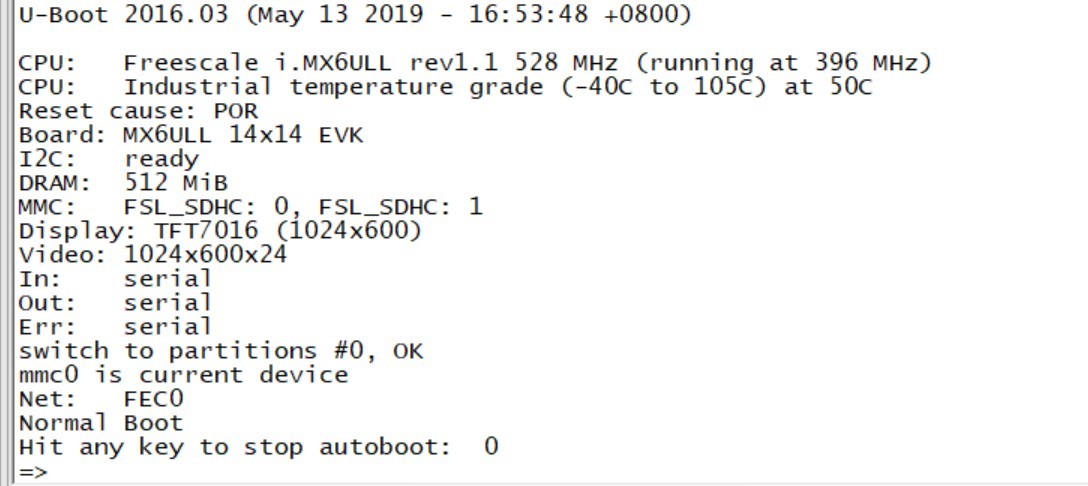 U-Boot 2016.03 (May 13 2019 - 16:53:48 +0800)
CPU:   Freescale i.MX6ULL rev1.1 528 MHz (running at 396 MHz)
CPU:   Industrial temperature grade (-40C to 105C) at 50C
Reset cause: POR
Board: MX6ULL 14x14 EVK
I2C:   ready
DRAM:  512 MiB
MMC:   FSL_SDHC: 0, FSL_SDHC: 1
Display: TFT7016 (1024x600)
Video: 1024x600x24
In:    serial
Out:   serial
Err:   serial
switch to partitions #0, OK
mmc0 is current device
Net:   FEC0
Normal Boot
Hit any key to stop autoboot:  0
=>